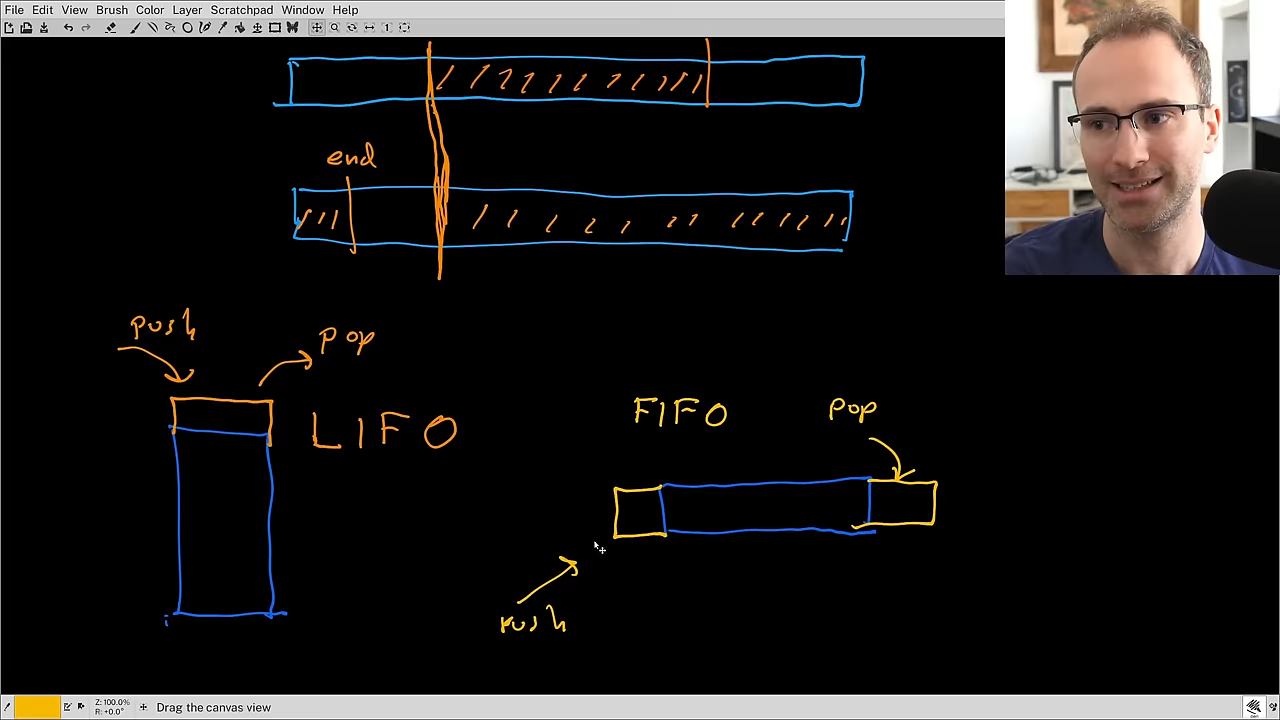 File Edit View Brush Color Layer Scratchpad Window Help
end
push
pop
LIFO
FIFO
pop
push
Z: 100.0%
R: +0.0°
Drag the canvas view